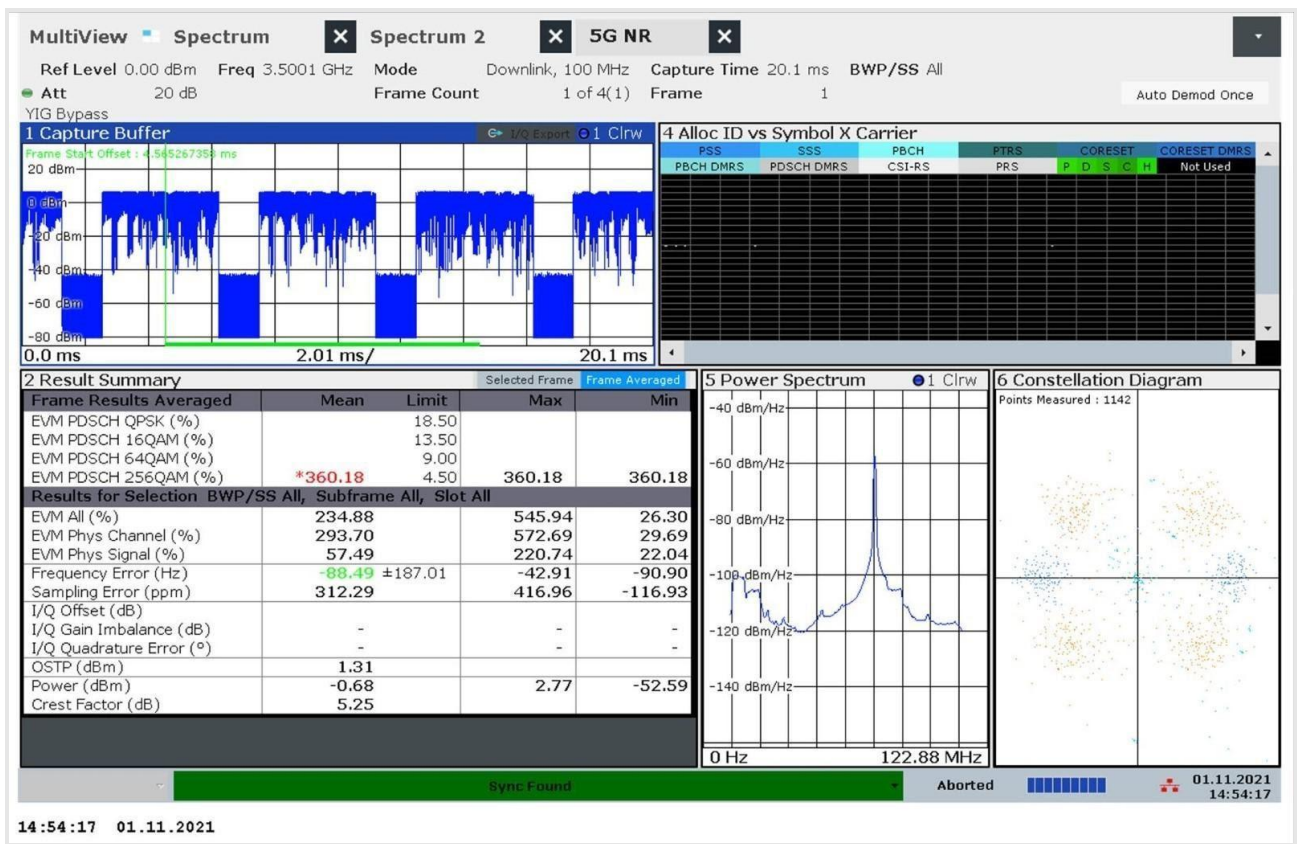 MultiView Spectrum × Spectrum 2 × 5G NR ×
Ref Level 0.00 dBm Freq 3.5001 GHz Mode Downlink, 100 MHz Capture Time 20.1 ms BWP/SS All
Att 20 dB Frame Count 1 of 4(1) Frame 1 Auto Demod Once
YIG Bypass
1 Capture Buffer I/Q Export 1 Clrw
Frame Start Offset : 4.565267358 ms
20 dBm
0 dBm
-20 dBm
-40 dBm
-60 dBm
-80 dBm
0.0 ms 2.01 ms/ 20.1 ms
4 Alloc ID vs Symbol X Carrier
PSS SSS PBCH PTRS CORESET CORESET DMRS
PBCH DMRS PDSCH DMRS CSI-RS PRS P D S C H Not Used
2 Result Summary Selected Frame Frame Averaged
Frame Results Averaged Mean Limit Max Min
EVM PDSCH QPSK (%) 18.50
EVM PDSCH 16QAM (%) 13.50
EVM PDSCH 64QAM (%) 9.00
EVM PDSCH 256QAM (%) *360.18 4.50 360.18 360.18
Results for Selection BWP/SS All, Subframe All, Slot All
EVM All (%) 234.88 545.94 26.30
EVM Phys Channel (%) 293.70 572.69 29.69
EVM Phys Signal (%) 57.49 220.74 22.04
Frequency Error (Hz) -88.49 ±187.01 -42.91 -90.90
Sampling Error (ppm) 312.29 416.96 -116.93
I/Q Offset (dB)
I/Q Gain Imbalance (dB) - - -
I/Q Quadrature Error (°) - - -
OSTP (dBm) 1.31
Power (dBm) -0.68 2.77 -52.59
Crest Factor (dB) 5.25
5 Power Spectrum 1 Clrw
-40 dBm/Hz
-60 dBm/Hz
-80 dBm/Hz
-100 dBm/Hz
-120 dBm/Hz
-140 dBm/Hz
0 Hz 122.88 MHz
6 Constellation Diagram
Points Measured : 1142
Sync Found Aborted 01.11.2021
14:54:17
14:54:17 01.11.2021